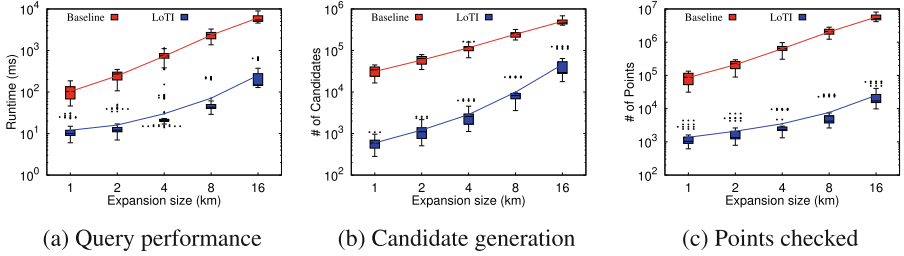 Baseline
LoTI
Runtime (ms)
10^4
10^3
10^2
10^1
10^0
1 2 4 8 16
Expansion size (km)
(a) Query performance
Baseline
LoTI
# of Candidates
10^6
10^5
10^4
10^3
10^2
1 2 4 8 16
Expansion size (km)
(b) Candidate generation
Baseline
LoTI
# of Points
10^7
10^6
10^5
10^4
10^3
10^2
1 2 4 8 16
Expansion size (km)
(c) Points checked